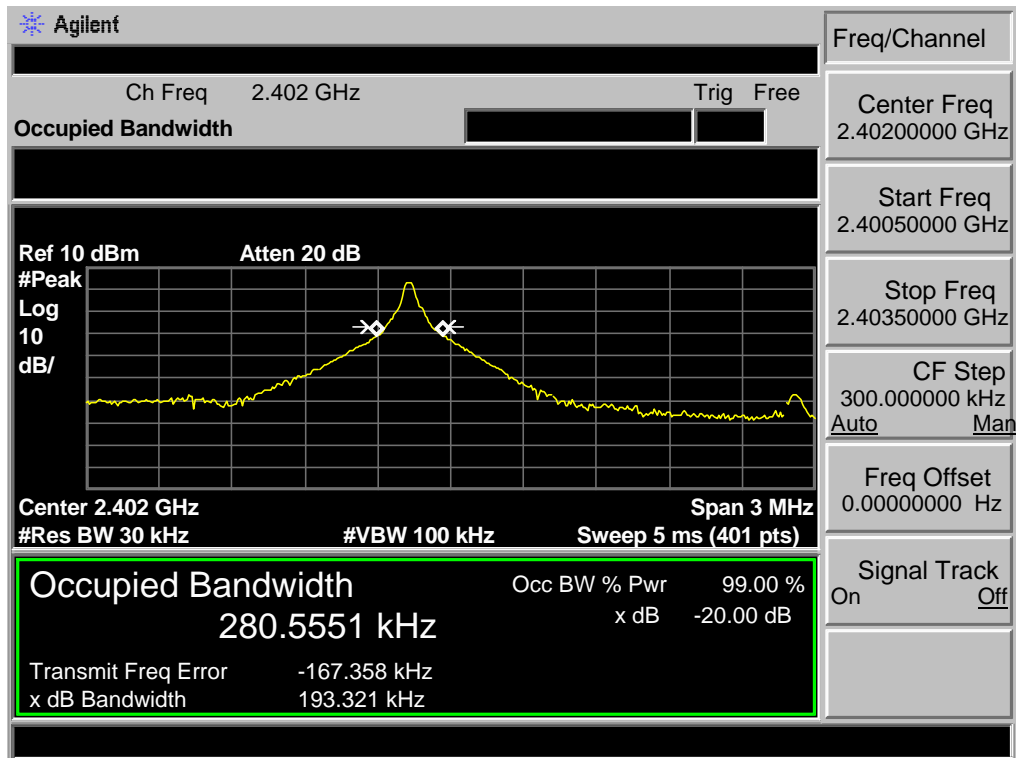 Agilent
Freq/Channel
Ch Freq 2.402 GHz Trig Free
Occupied Bandwidth
Center Freq
2.40200000 GHz
Start Freq
2.40050000 GHz
Ref 10 dBm Atten 20 dB
#Peak
Log
10
dB/
Stop Freq
2.40350000 GHz
CF Step
300.000000 kHz
Auto Man
Freq Offset
0.00000000 Hz
Center 2.402 GHz Span 3 MHz
#Res BW 30 kHz #VBW 100 kHz Sweep 5 ms (401 pts)
Signal Track
On Off
Occupied Bandwidth Occ BW % Pwr 99.00 %
280.5551 kHz x dB -20.00 dB
Transmit Freq Error -167.358 kHz
x dB Bandwidth 193.321 kHz